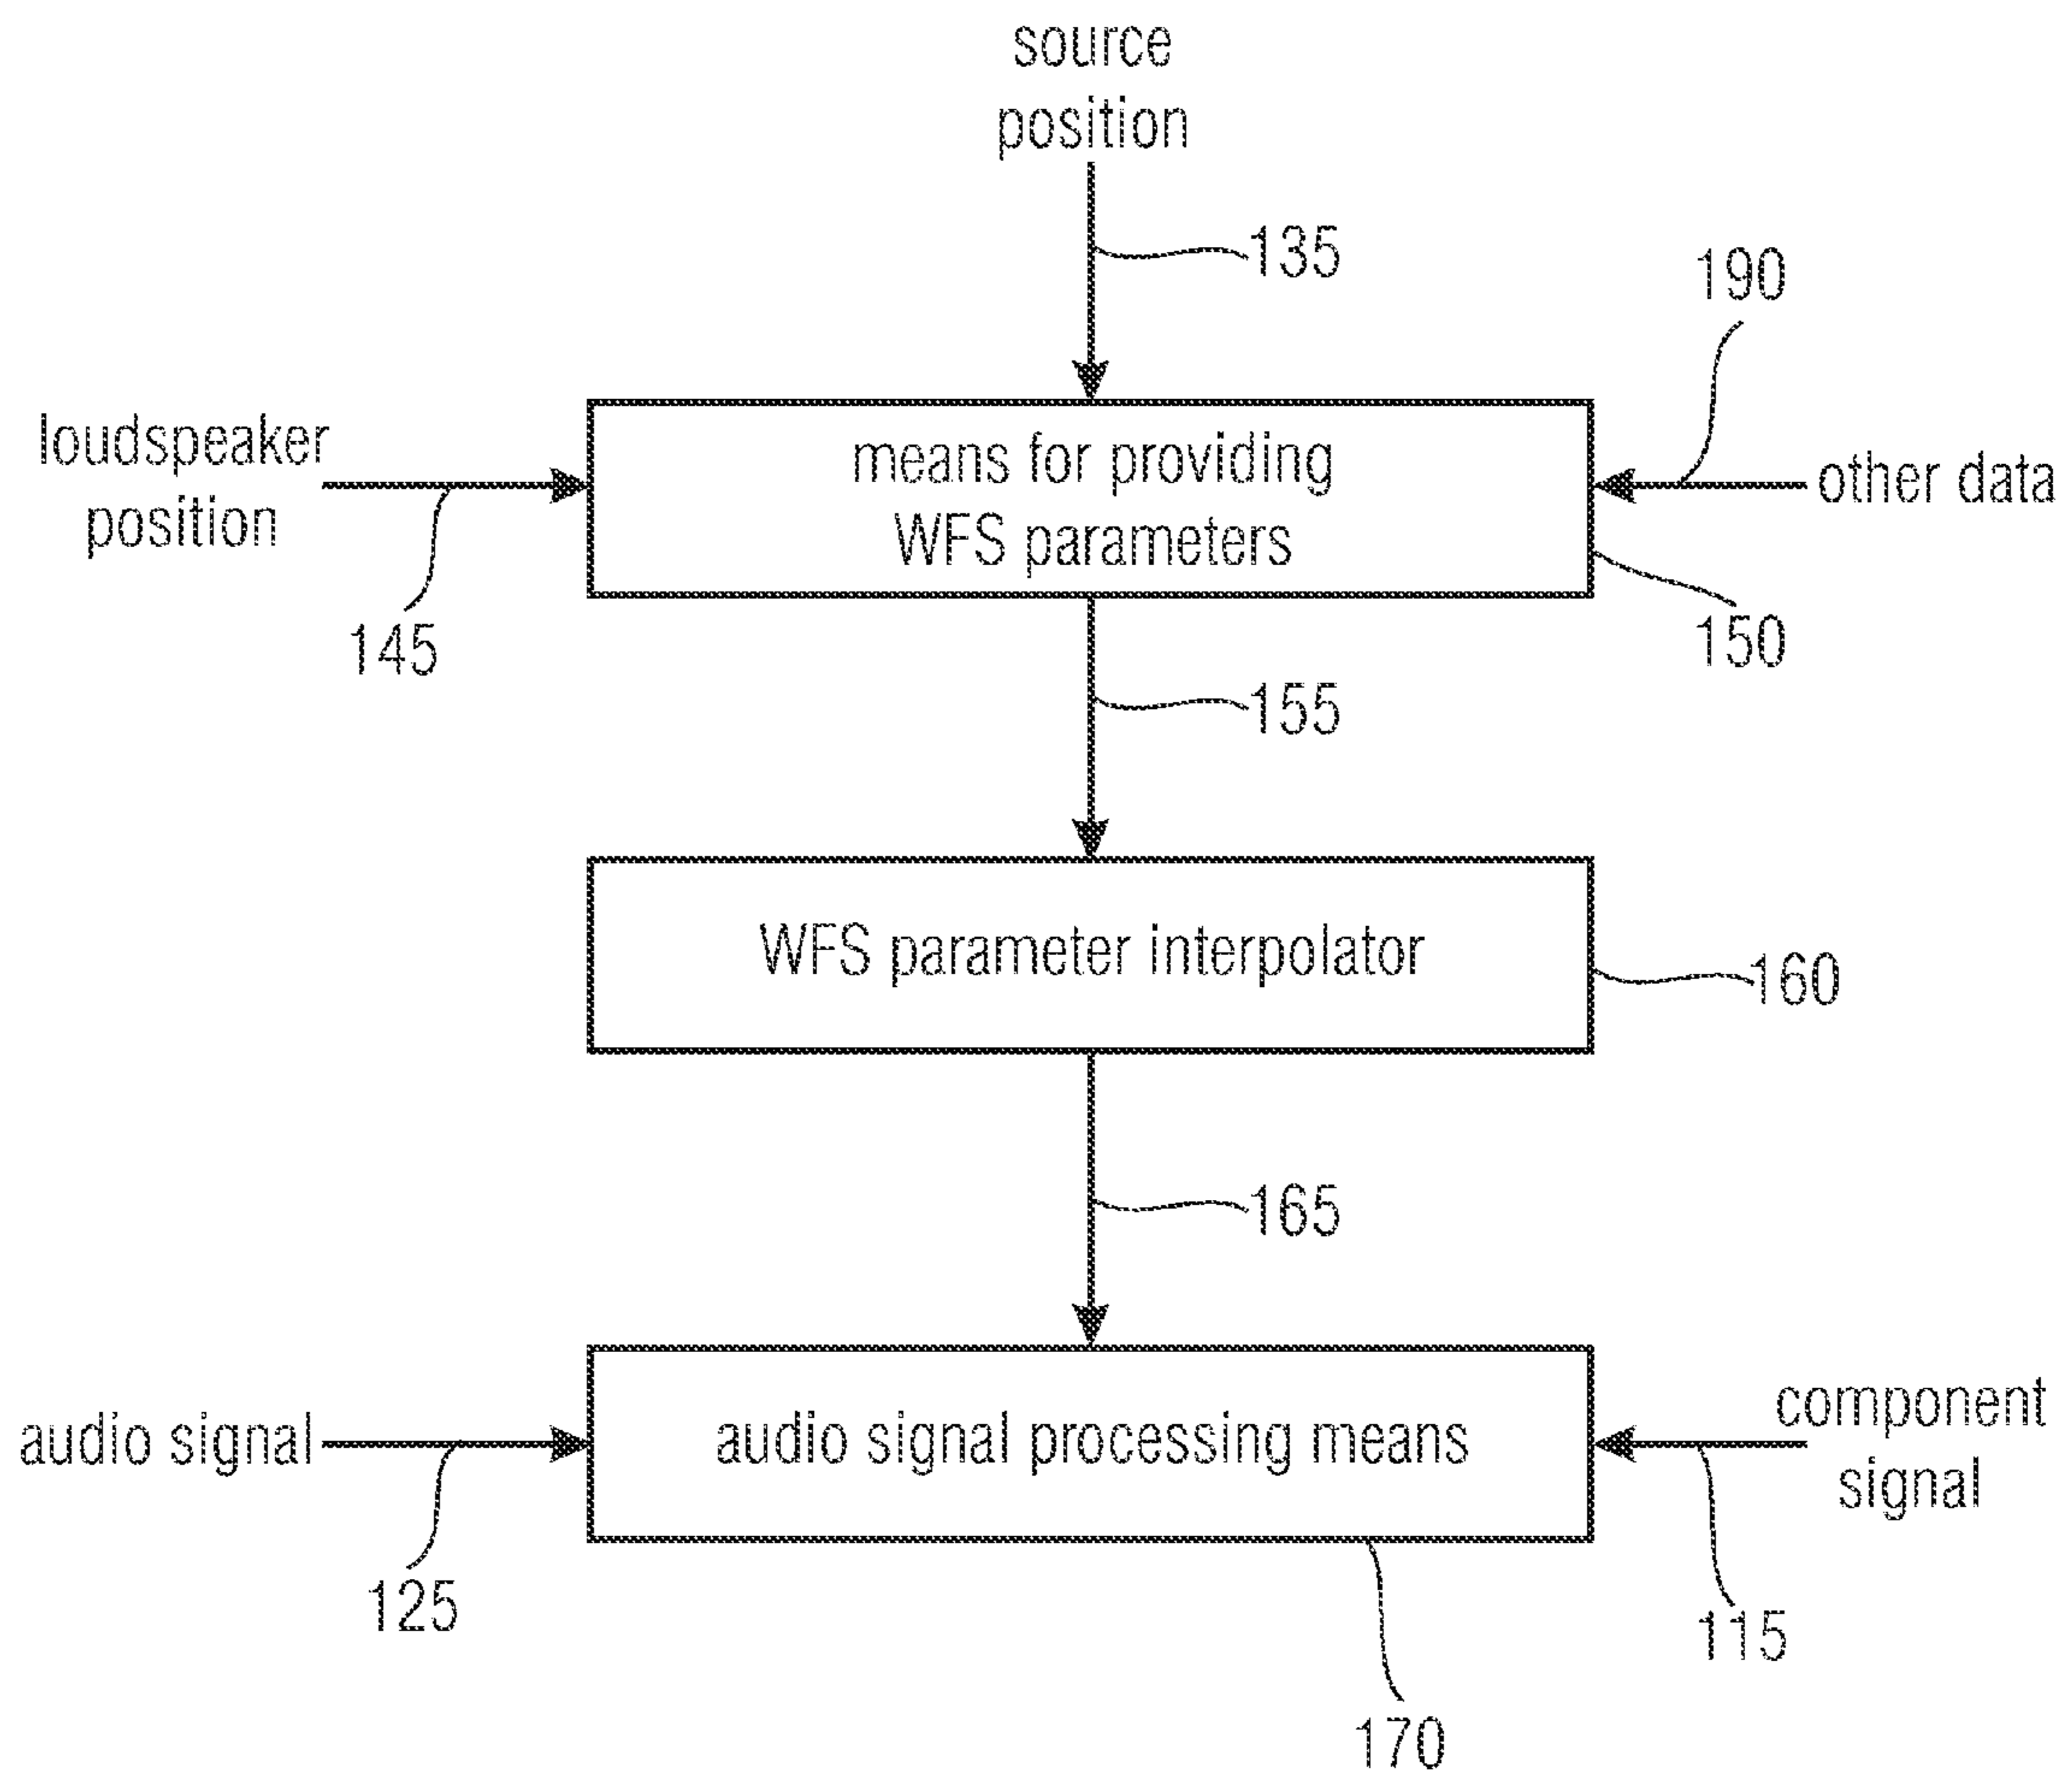 source
position
135
190
loudspeaker
position
means for providing
WFS parameters
other data
145
150
155
WFS parameter interpolator
160
165
audio signal
audio signal processing means
component
signal
125
115
170